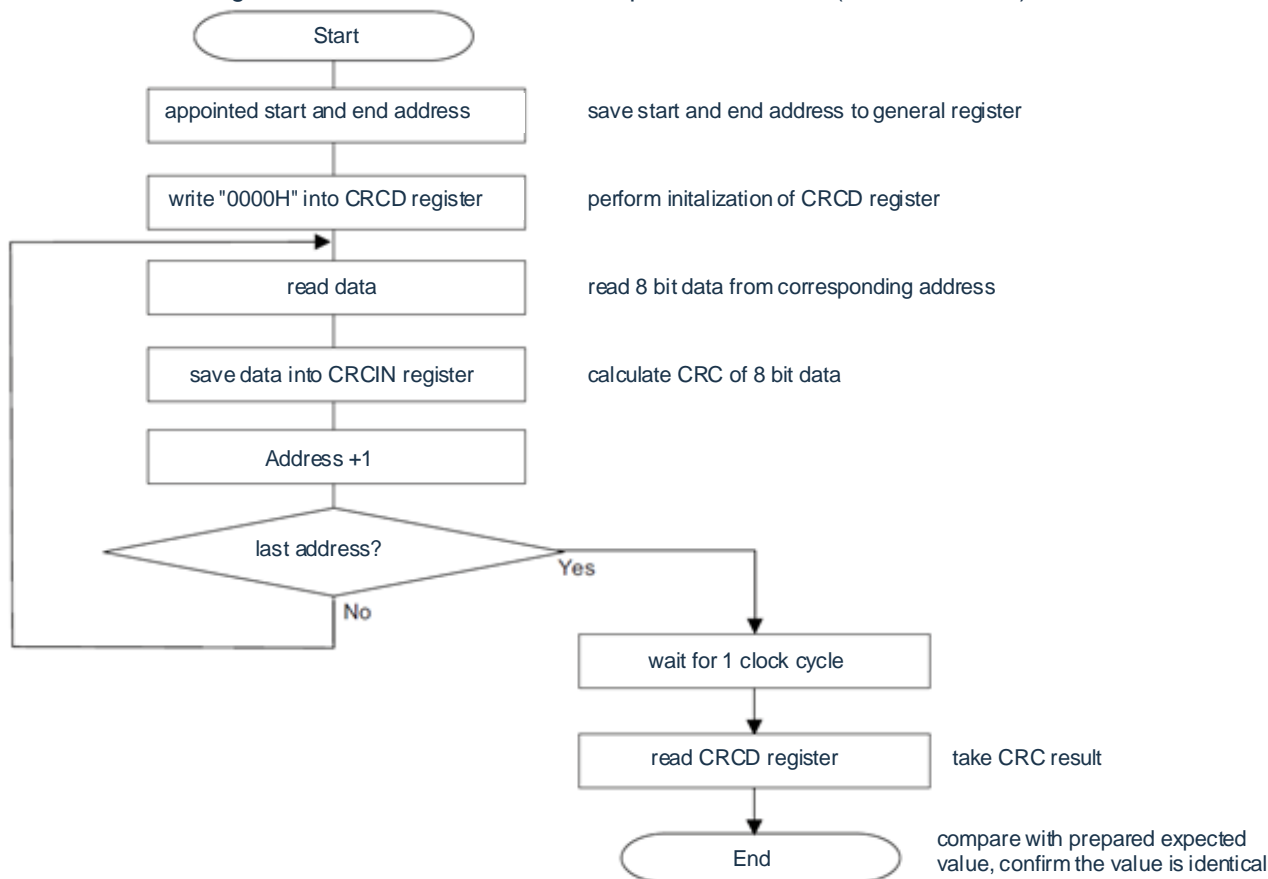 Start
appointed start and end address
save start and end address to general register
write "0000H" into CRCD register
perform initalization of CRCD register
read data
read 8 bit data from corresponding address
save data into CRCIN register
calculate CRC of 8 bit data
Address +1
last address?
Yes
No
wait for 1 clock cycle
read CRCD register
take CRC result
End
compare with prepared expected
value, confirm the value is identical